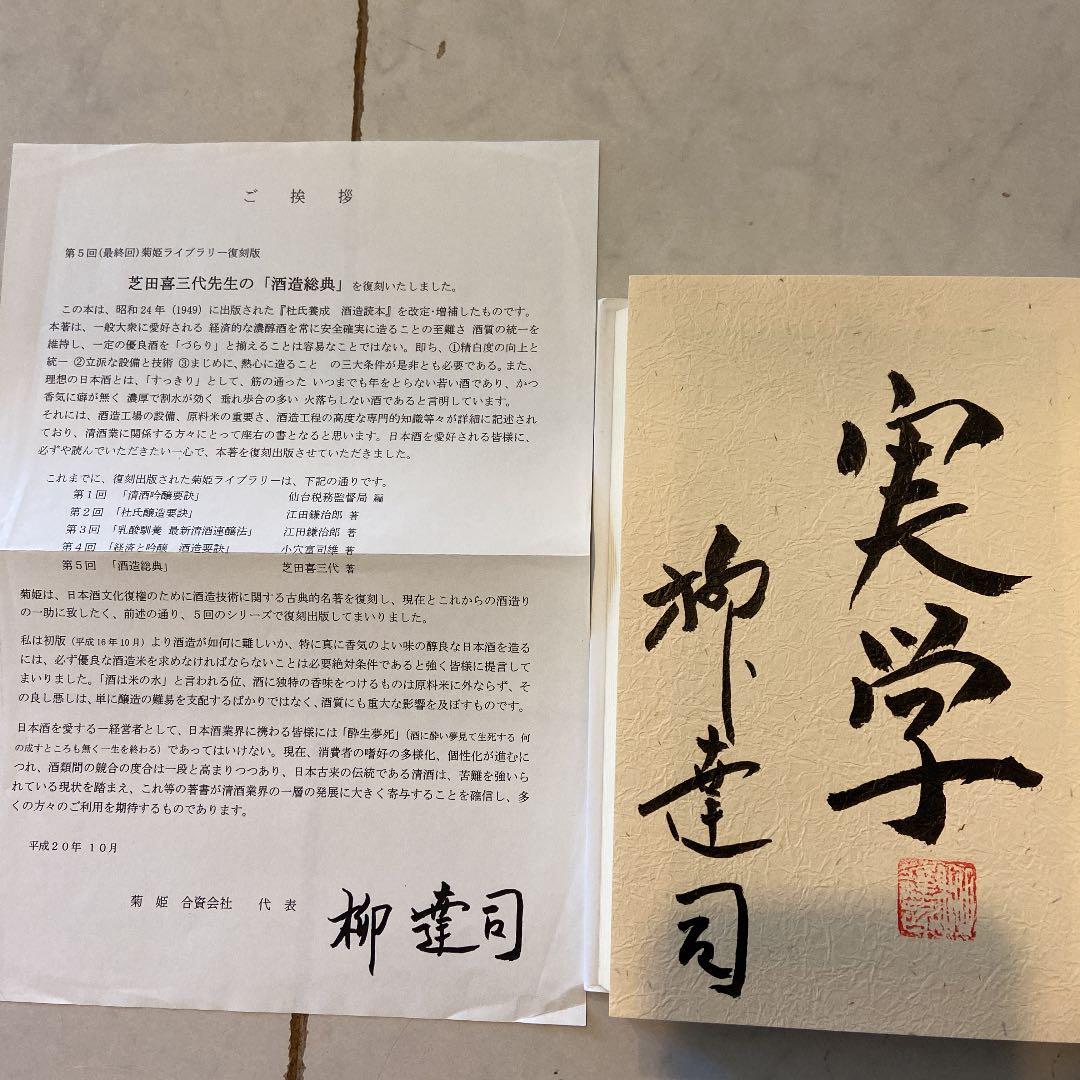 ご挨拶
第5回(最終回)菊姫ライブラリー復刻版
芝田喜三代先生の「酒造総典」を復刻いたしました。
この本は、昭和24年（1949）に出版された『杜氏養成　酒造読本』を改定・増補したものです。
本著は、一般大衆に愛好される 経済的な濃醇酒を常に安全確実に造ることの至難さ 酒質の統一を
維持し、一定の優良酒を「づらり」と揃えることは容易なことではない。即ち、①精白度の向上と
統一 ②立派な設備と技術 ③まじめに、熱心に造ること　の三大条件が是非とも必要である。また、
理想の日本酒とは、「すっきり」として、筋の通った いつまでも年をとらない若い酒であり、かつ
香気に癖が無く 濃厚で割水が効く 垂れ歩合の多い 火落ちしない酒であると言明しています。
それには、酒造工場の設備、原料米の重要さ、酒造工程の高度な専門的知識等々が詳細に記述され
ており、清酒業に関係する方々にとって座右の書となると思います。日本酒を愛好される皆様に、
必ずや読んでいただきたい一心で、本著を復刻出版させていただきました。
これまでに、復刻出版された菊姫ライブラリーは、下記の通りです。
第1回　「清酒吟醸要訣」　仙台税務監督局 編
第2回　「杜氏醸造要訣」　江田鎌治郎 著
第3回　「乳酸馴養 最新清酒連醸法」　江田鎌治郎 著
第4回　「経済と吟醸　酒造要訣」　小穴富司雄 著
第5回　「酒造総典」　芝田喜三代 著
菊姫は、日本酒文化復権のために酒造技術に関する古典的名著を復刻し、現在とこれからの酒造り
の一助に致したく、前述の通り、5回のシリーズで復刻出版してまいりました。
私は初版（平成16年10月）より酒造が如何に難しいか、特に真に香気のよい味の醇良な日本酒を造る
には、必ず優良な酒造米を求めなければならないことは必要絶対条件であると強く皆様に提言して
まいりました。「酒は米の水」と言われる位、酒に独特の香味をつけるものは原料米に外ならず、そ
の良し悪しは、単に醸造の難易を支配するばかりではなく、酒質にも重大な影響を及ぼすものです。
日本酒を愛する一経営者として、日本酒業界に携わる皆様には「酔生夢死」（酒に酔い夢見て生死する 何
の成すところも無く一生を終わる）であってはいけない。現在、消費者の嗜好の多様化、個性化が進むに
つれ、酒類間の競合の度合は一段と高まりつつあり、日本古来の伝統である清酒は、苦難を強いら
れている現状を踏まえ、これ等の著書が清酒業界の一層の発展に大きく寄与することを確信し、多
くの方々のご利用を期待するものであります。
平成20年 10月
菊姫 合資会社　代表
柳達司
実学
柳達司